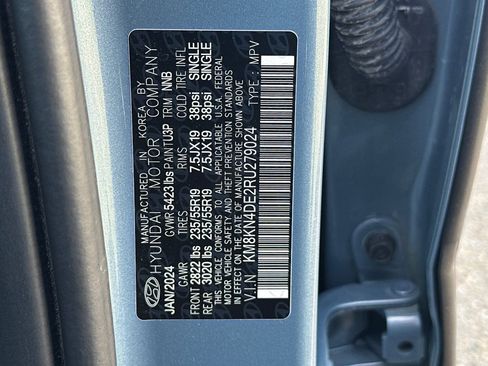 MANUFACTURED IN KOREA BY
HYUNDAI MOTOR COMPANY
JAN/2024 GVWR 5423 lbs PAINT U3P TRIM NNB
GAWR TIRES RIMS COLD TIRE INFL
FRONT 2822 lbs 235/55R19 7.5JX19 38psi SINGLE
REAR 3020 lbs 235/55R19 7.5JX19 38psi SINGLE
THIS VEHICLE CONFORMS TO ALL APPLICABLE U.S.A. FEDERAL
MOTOR VEHICLE SAFETY, BUMPER AND THEFT PREVENTION STANDARDS
IN EFFECT ON THE DATE OF MANUFACTURE SHOWN ABOVE.
V.I.N KM8KN4DE2RU279024 TYPE : MPV